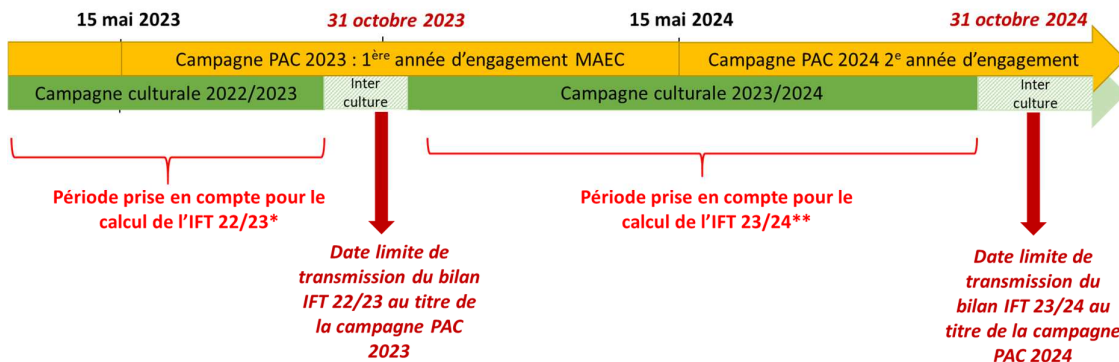 15 mai 2023
31 octobre 2023
15 mai 2024
31 octobre 2024
Campagne PAC 2023 : 1ère année d'engagement MAEC
Campagne PAC 2024 2e année d'engagement
Campagne culturale 2022/2023
Inter
culture
Campagne culturale 2023/2024
Inter
culture
Période prise en compte pour le
calcul de l'IFT 22/23*
Période prise en compte pour le
calcul de l'IFT 23/24**
Date limite de
transmission du bilan
IFT 22/23 au titre de
la campagne PAC
2023
Date limite de
transmission du
bilan IFT 23/24 au
titre de la campagne
PAC 2024